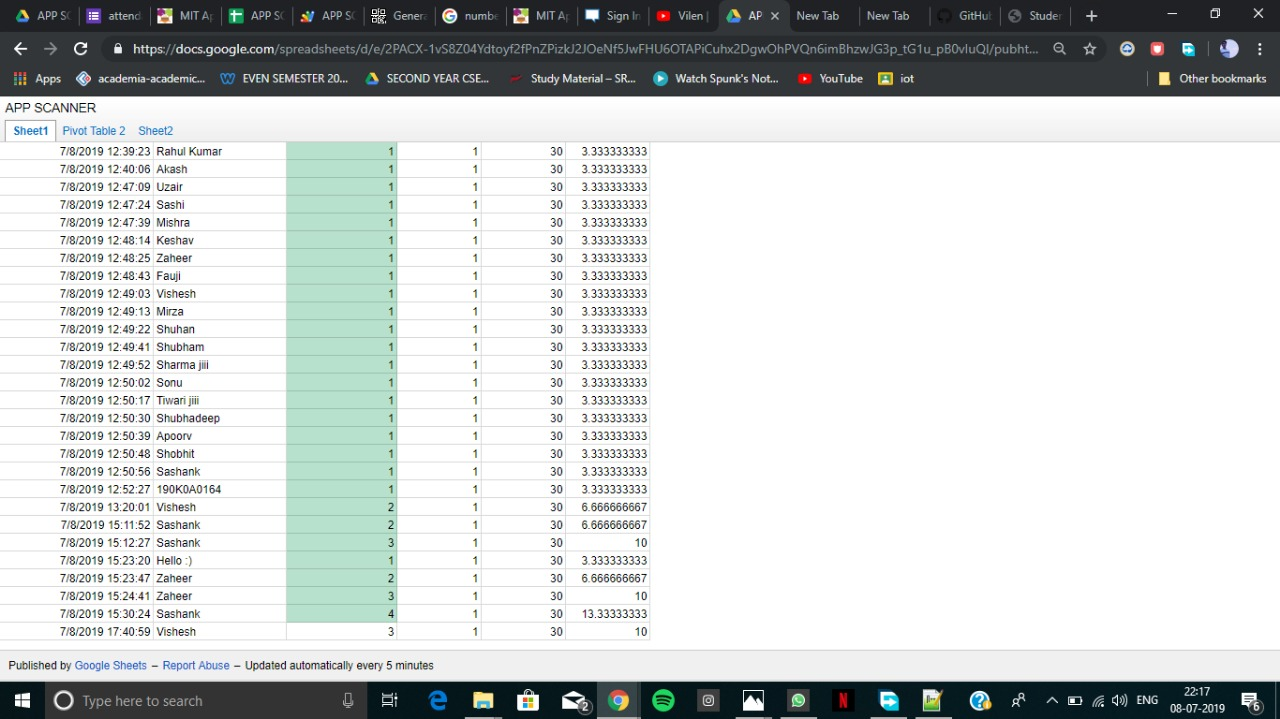 APP SC attend MIT Ap APP SC APP SC Genera numbe MIT Ap Sign In Vilen | AP New Tab New Tab GitHu Studer
https://docs.google.com/spreadsheets/d/e/2PACX-1vS8Z04Ydtoyf2fPnZPizkJ2JOeNf5JwFHU6OTAPiCuhx2DgwOhPVQn6imBhzwJG3p_tG1u_pB0vluQl/pubht...
Apps academia-academic... EVEN SEMESTER 20... SECOND YEAR CSE... Study Material – SR... Watch Spunk's Not... YouTube iot Other bookmarks
APP SCANNER
Sheet1 Pivot Table 2 Sheet2
7/8/2019 12:39:23 Rahul Kumar 1 1 30 3.333333333
7/8/2019 12:40:06 Akash 1 1 30 3.333333333
7/8/2019 12:47:09 Uzair 1 1 30 3.333333333
7/8/2019 12:47:24 Sashi 1 1 30 3.333333333
7/8/2019 12:47:39 Mishra 1 1 30 3.333333333
7/8/2019 12:48:14 Keshav 1 1 30 3.333333333
7/8/2019 12:48:25 Zaheer 1 1 30 3.333333333
7/8/2019 12:48:43 Fauji 1 1 30 3.333333333
7/8/2019 12:49:03 Vishesh 1 1 30 3.333333333
7/8/2019 12:49:13 Mirza 1 1 30 3.333333333
7/8/2019 12:49:22 Shuhan 1 1 30 3.333333333
7/8/2019 12:49:41 Shubham 1 1 30 3.333333333
7/8/2019 12:49:52 Sharma jiii 1 1 30 3.333333333
7/8/2019 12:50:02 Sonu 1 1 30 3.333333333
7/8/2019 12:50:17 Tiwari jiii 1 1 30 3.333333333
7/8/2019 12:50:30 Shubhadeep 1 1 30 3.333333333
7/8/2019 12:50:39 Apoorv 1 1 30 3.333333333
7/8/2019 12:50:48 Shobhit 1 1 30 3.333333333
7/8/2019 12:50:56 Sashank 1 1 30 3.333333333
7/8/2019 12:52:27 190K0A0164 1 1 30 3.333333333
7/8/2019 13:20:01 Vishesh 2 1 30 6.666666667
7/8/2019 15:11:52 Sashank 2 1 30 6.666666667
7/8/2019 15:12:27 Sashank 3 1 30 10
7/8/2019 15:23:20 Hello :) 1 1 30 3.333333333
7/8/2019 15:23:47 Zaheer 2 1 30 6.666666667
7/8/2019 15:24:41 Zaheer 3 1 30 10
7/8/2019 15:30:24 Sashank 4 1 30 13.33333333
7/8/2019 17:40:59 Vishesh 3 1 30 10
Published by Google Sheets – Report Abuse – Updated automatically every 5 minutes
Type here to search 2 ENG 22:17 6
08-07-2019